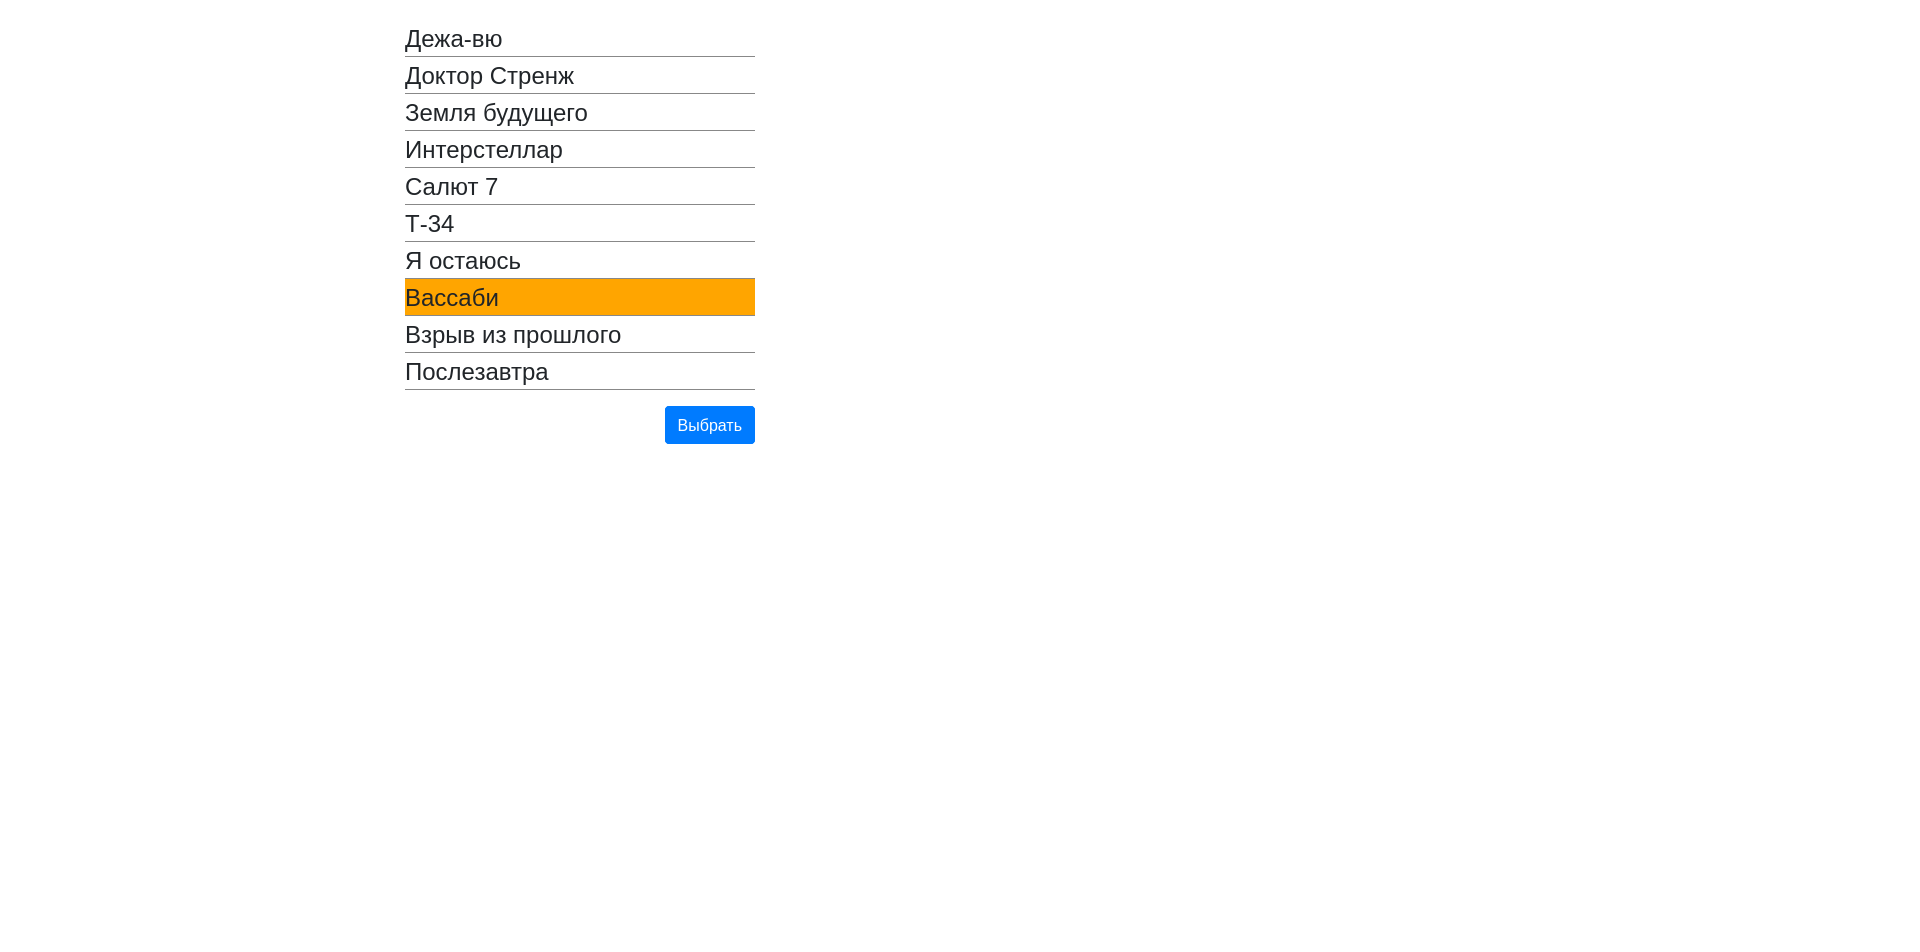 Дежа-вю
Доктор Стренж
Земля будущего
Интерстеллар
Салют 7
Т-34
Я остаюсь
Вассаби
Взрыв из прошлого
Послезавтра
Выбрать